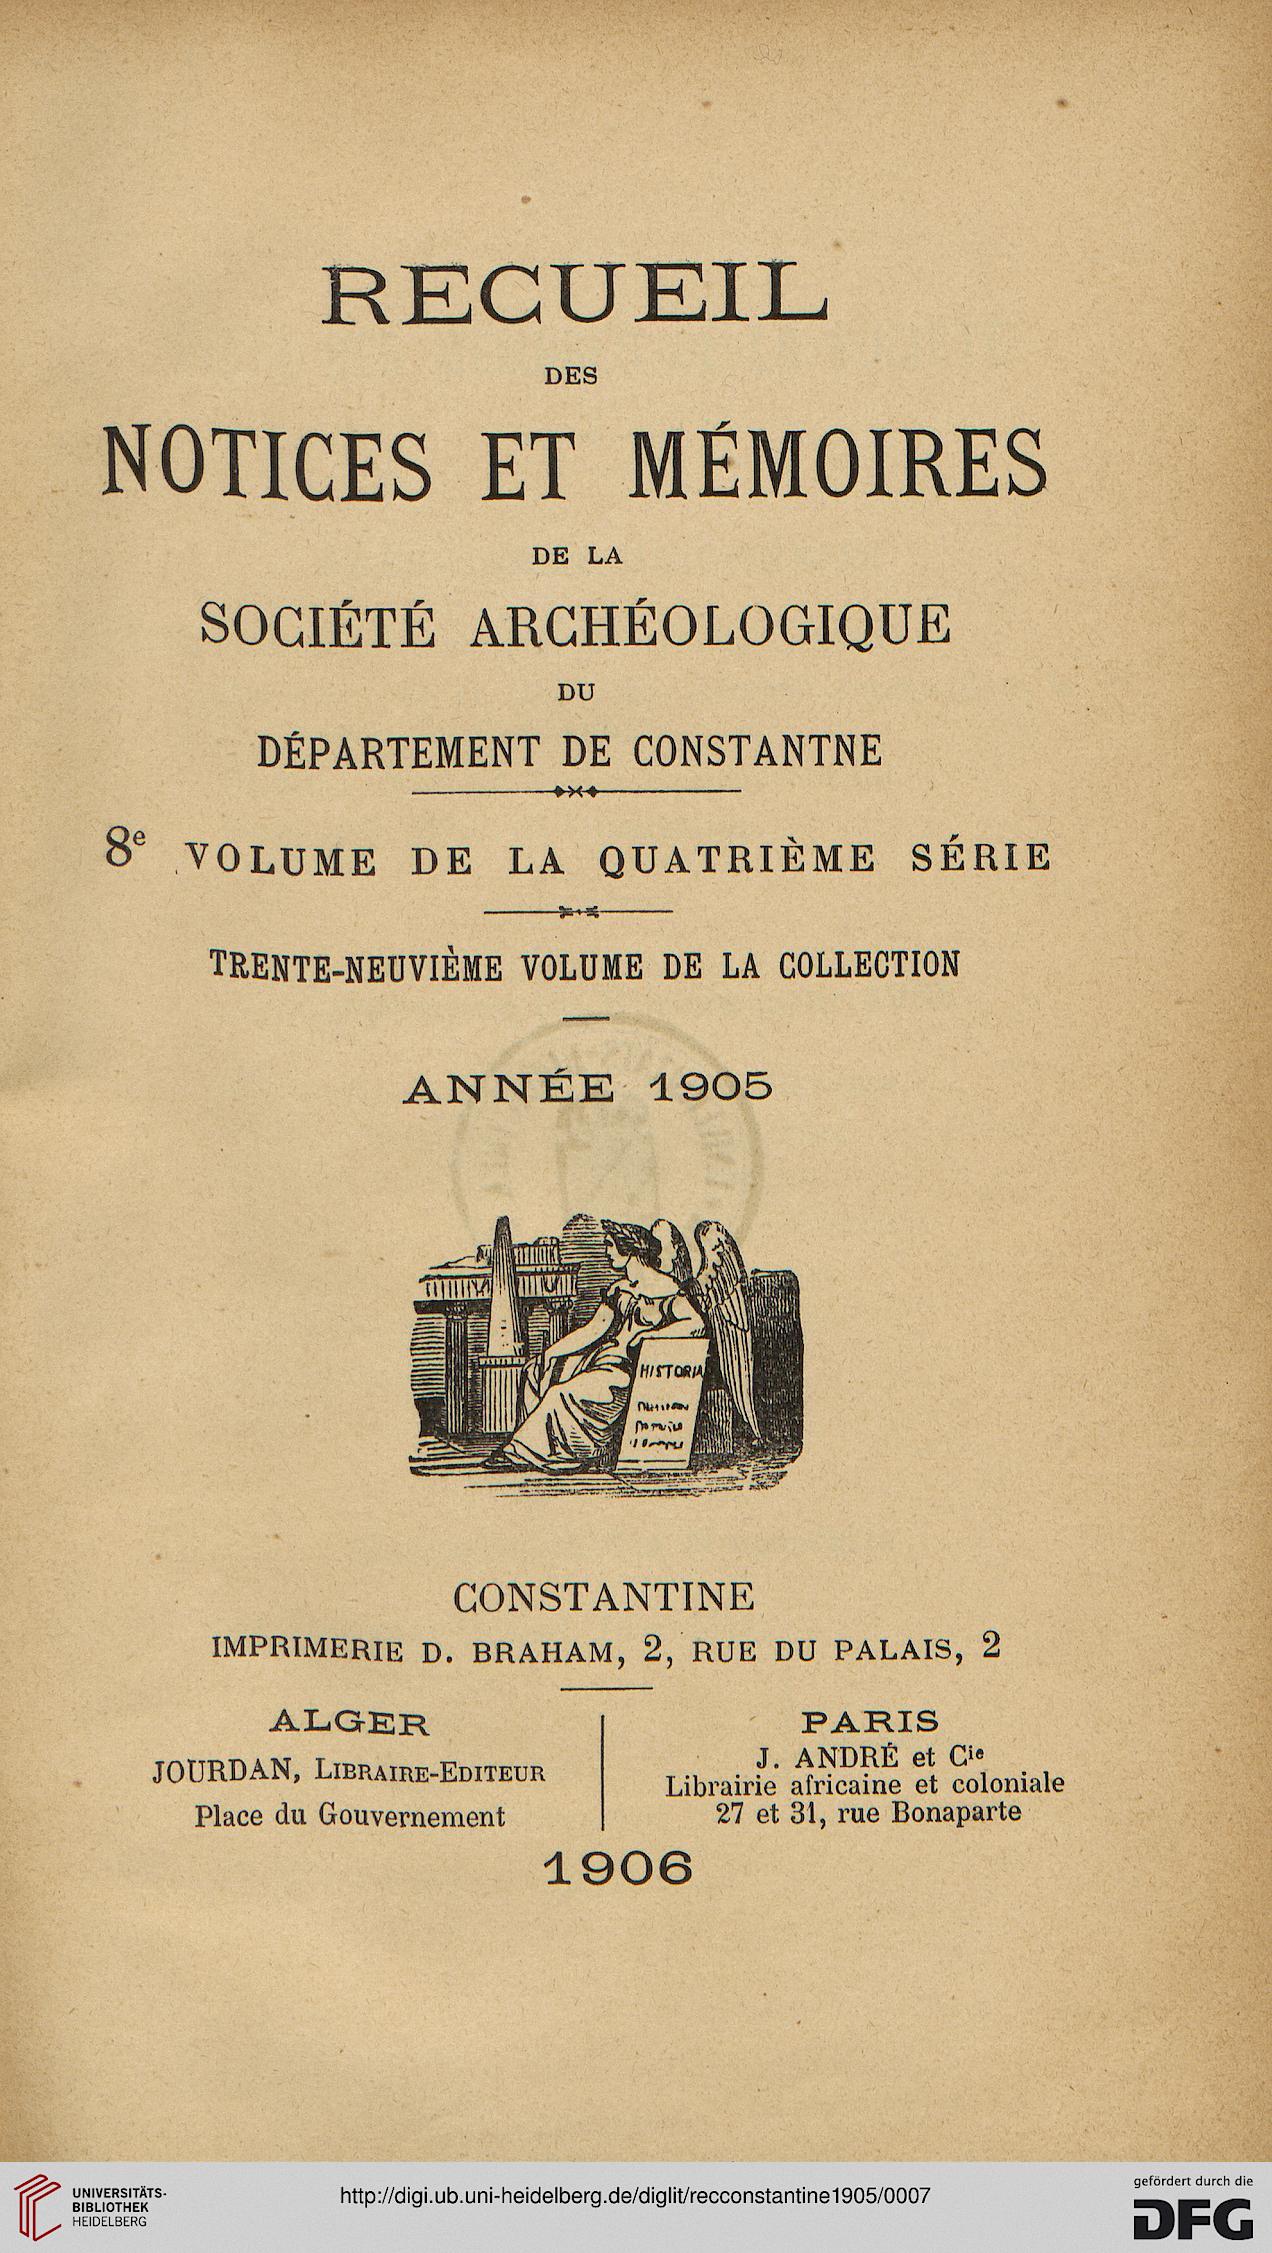 RECUEIL
DES
NOTICES ET MÉMOIRES
DE LA
SOCIÉTÉ ARCHÉOLOGIQUE
DU
DÉPARTEMENT DE CONSTANTNE
8e VOLUME DE LA QUATRIÈME SÉRIE
TRENTE-NEUVIÈME VOLUME DE LA COLLECTION
ANNÉE 1905
HISTORIA
CONSTANTINE
IMPRIMERIE D. BRAHAM, 2, RUE DU PALAIS, 2
ALGER
JOURDAN, LIBRAIRE-EDITEUR
Place du Gouvernement
PARIS
J. ANDRÉ et Cie
Librairie africaine et coloniale
27 et 31, rue Bonaparte
1906
UNIVERSITÄTS-
BIBLIOTHEK
HEIDELBERG
http://digi.ub.uni-heidelberg.de/diglit/recconstantine1905/0007
gefördert durch die
DFG